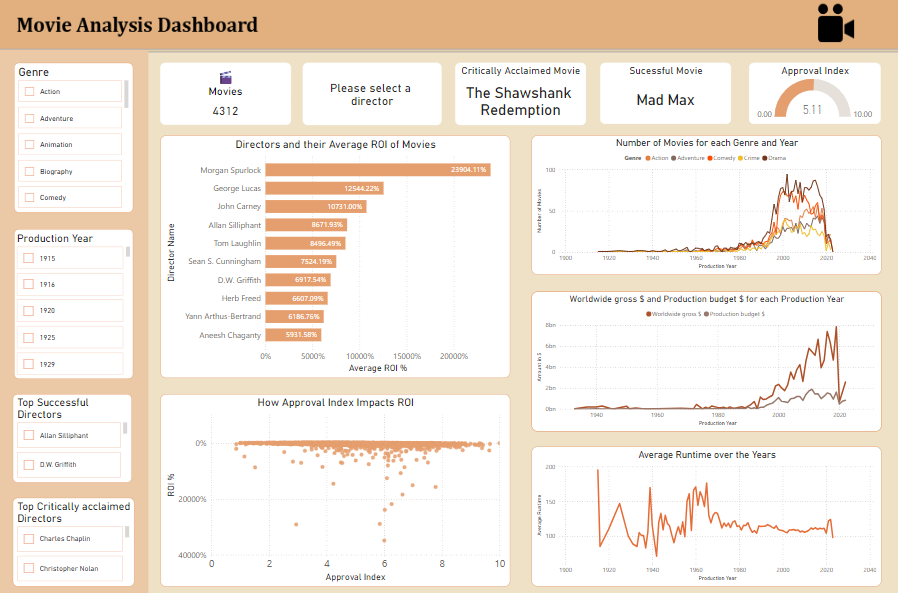 Movie Analysis Dashboard
Genre
Action
Adventure
Animation
Biography
Comedy
Production Year
1915
1916
1920
1925
1929
Top Successful
Directors
Allan Silliphant
D.W. Griffith
Top Critically acclaimed
Directors
Charles Chaplin
Christopher Nolan
Movies
4312
Please select a
director
Critically Acclaimed Movie
The Shawshank
Redemption
Sucessful Movie
Mad Max
Approval Index
5.11
0.00
10.00
Directors and their Average ROI of Movies
Director Name
Morgan Spurlock
23904.11%
George Lucas
12544.22%
John Carney
10731.00%
Allan Silliphant
8671.93%
Tom Laughlin
8496.49%
Sean S. Cunningham
7524.19%
D.W. Griffith
6917.54%
Herb Freed
6607.09%
Yann Arthus-Bertrand
6186.76%
Aneesh Chaganty
5931.58%
0%
5000%
10000%
15000%
20000%
Average ROI %
How Approval Index Impacts ROI
ROI %
0%
20000%
40000%
0
2
4
6
8
10
Approval Index
Number of Movies for each Genre and Year
Genre Action Adventure Comedy Crime Drama
Number of Movies
100
50
0
1900
1920
1940
1960
1980
2000
2020
2040
Production Year
Worldwide gross $ and Production budget $ for each Production Year
Worldwide gross $ Production budget $
Amount in $
8bn
6bn
4bn
2bn
0bn
1940
1960
1980
2000
2020
Production Year
Average Runtime over the Years
Average Runtime
200
150
100
1900
1920
1940
1960
1980
2000
2020
2040
Production Year